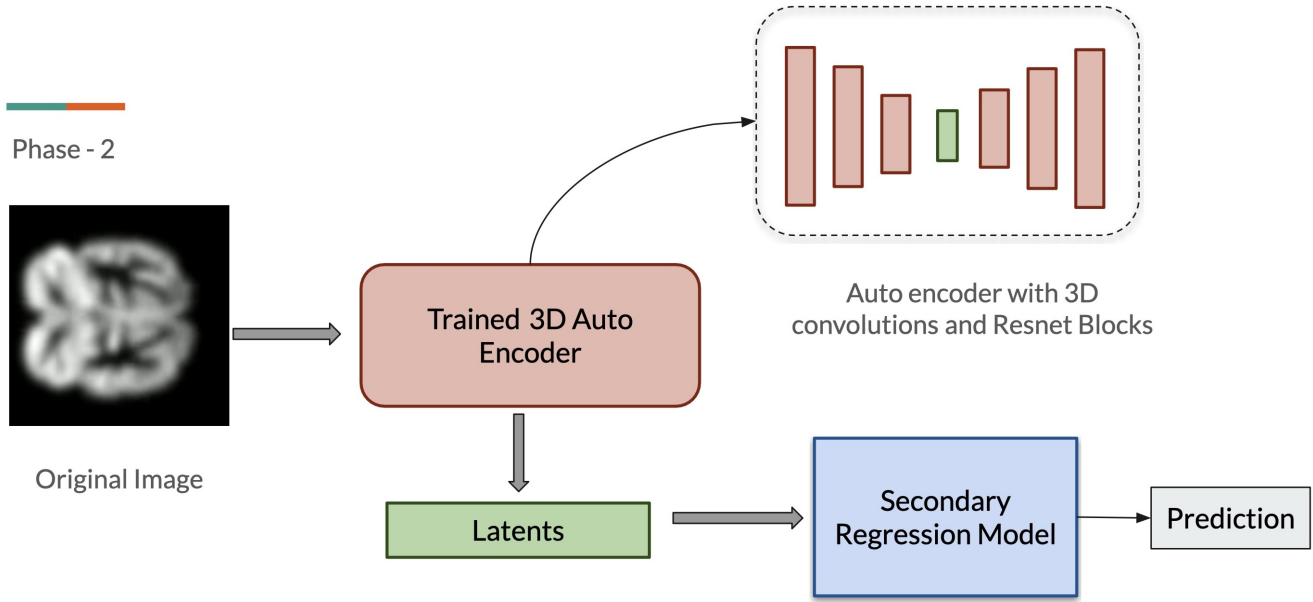 Phase - 2
Trained 3D Auto
Encoder
Auto encoder with 3D
convolutions and Resnet Blocks
Original Image
Latents
Secondary
Regression Model
Prediction